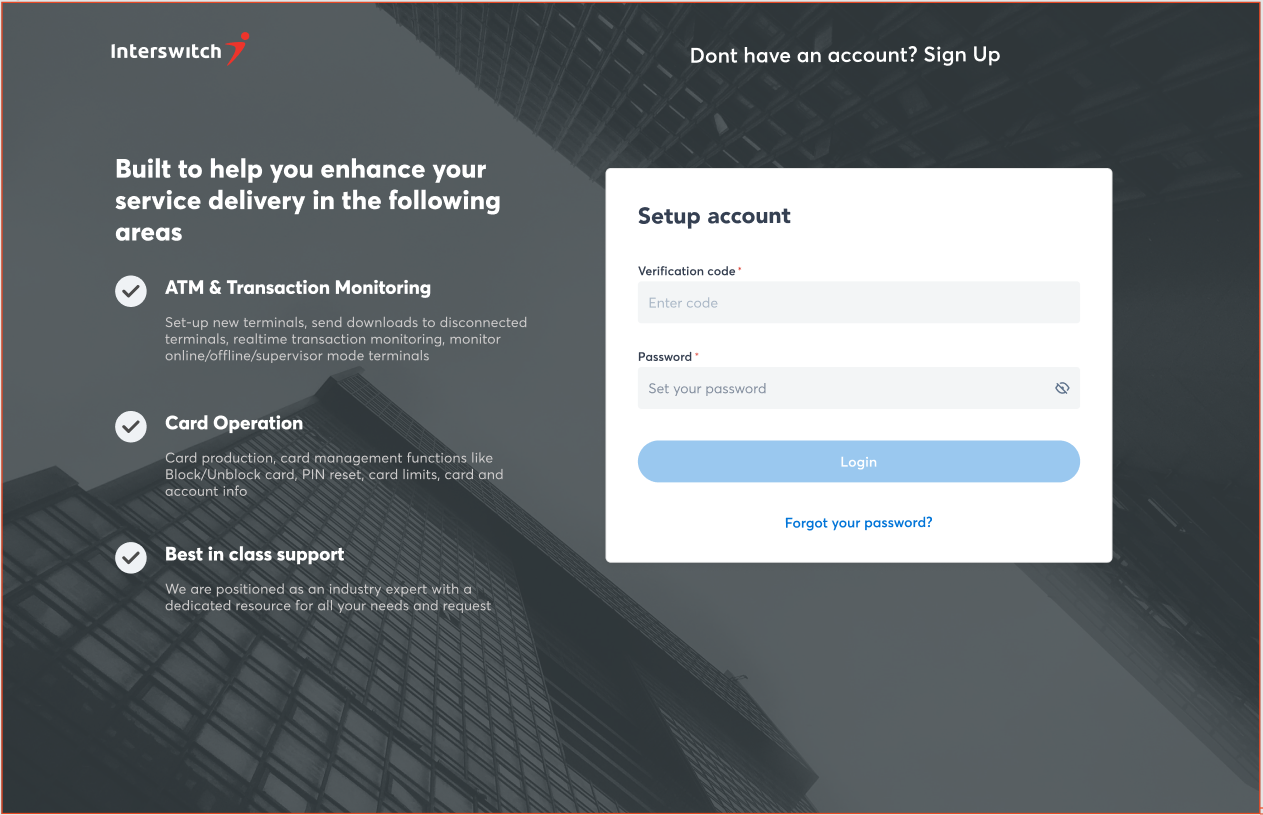 Interswitch
Dont have an account? Sign Up
Built to help you enhance your
service delivery in the following
areas
ATM & Transaction Monitoring
Set-up new terminals, send downloads to disconnected
terminals, realtime transaction monitoring, monitor
online/offline/supervisor mode terminals
Card Operation
Card production, card management functions like
Block/Unblock card, PIN reset, card limits, card and
account info
Best in class support
We are positioned as an industry expert with a
dedicated resource for all your needs and request
Setup account
Verification code*
Enter code
Password*
Set your password
Login
Forgot your password?